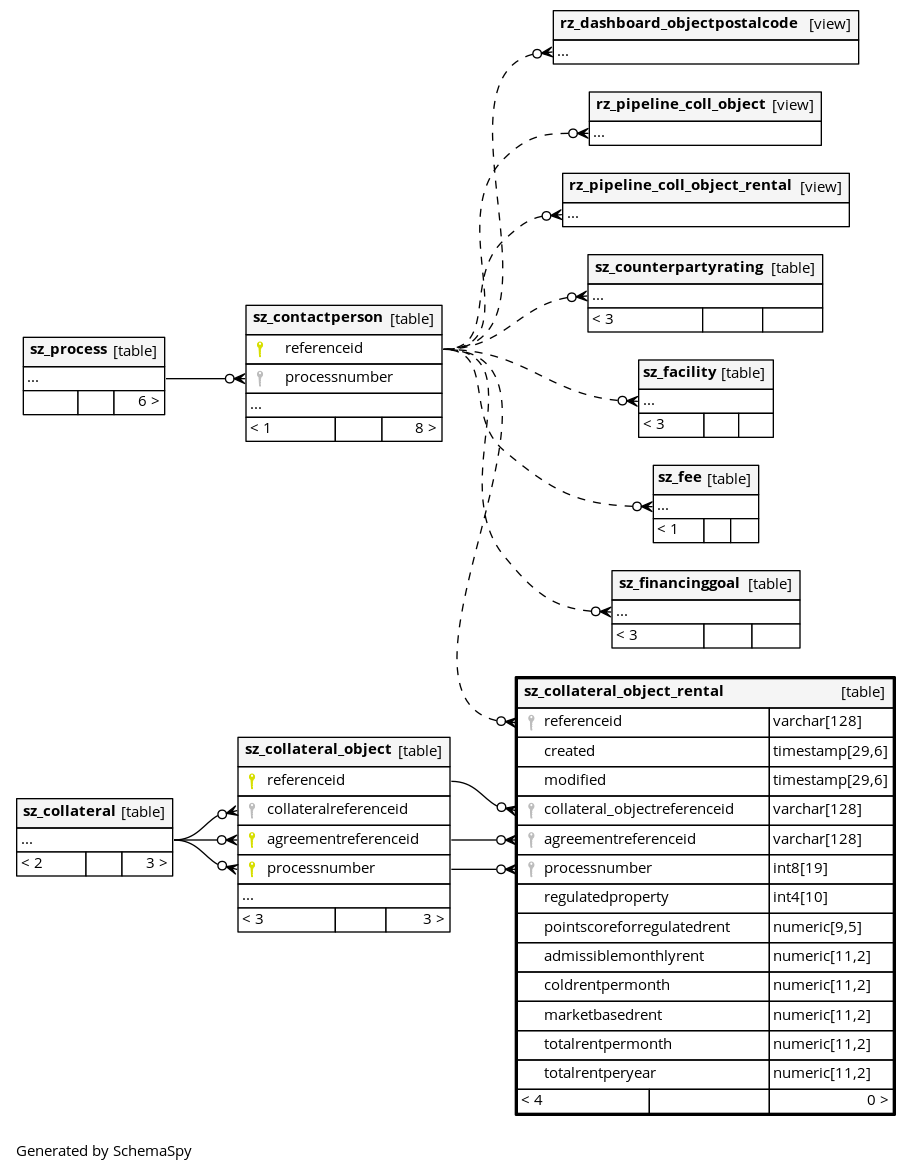 rz_dashboard_objectpostalcode [view]
...
rz_pipeline_coll_object [view]
...
rz_pipeline_coll_object_rental [view]
...
sz_counterpartyrating [table]
...
< 3
sz_contactperson [table]
referenceid
processnumber
...
< 1 8 >
sz_process [table]
...
6 >
sz_facility [table]
...
< 3
sz_fee [table]
...
< 1
sz_financinggoal [table]
...
< 3
sz_collateral_object_rental [table]
referenceid varchar[128]
created timestamp[29,6]
modified timestamp[29,6]
collateral_objectreferenceid varchar[128]
agreementreferenceid varchar[128]
processnumber int8[19]
regulatedproperty int4[10]
pointscoreforregulatedrent numeric[9,5]
admissiblemonthlyrent numeric[11,2]
coldrentpermonth numeric[11,2]
marketbasedrent numeric[11,2]
totalrentpermonth numeric[11,2]
totalrentperyear numeric[11,2]
< 4 0 >
sz_collateral_object [table]
referenceid
collateralreferenceid
agreementreferenceid
processnumber
...
< 3 3 >
sz_collateral [table]
...
< 2 3 >
Generated by SchemaSpy